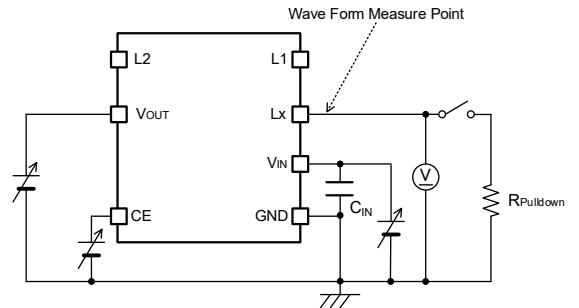 Wave Form Measure Point
L2
L1
VOUT
Lx
VIN
V
CIN
RPulldown
CE
GND